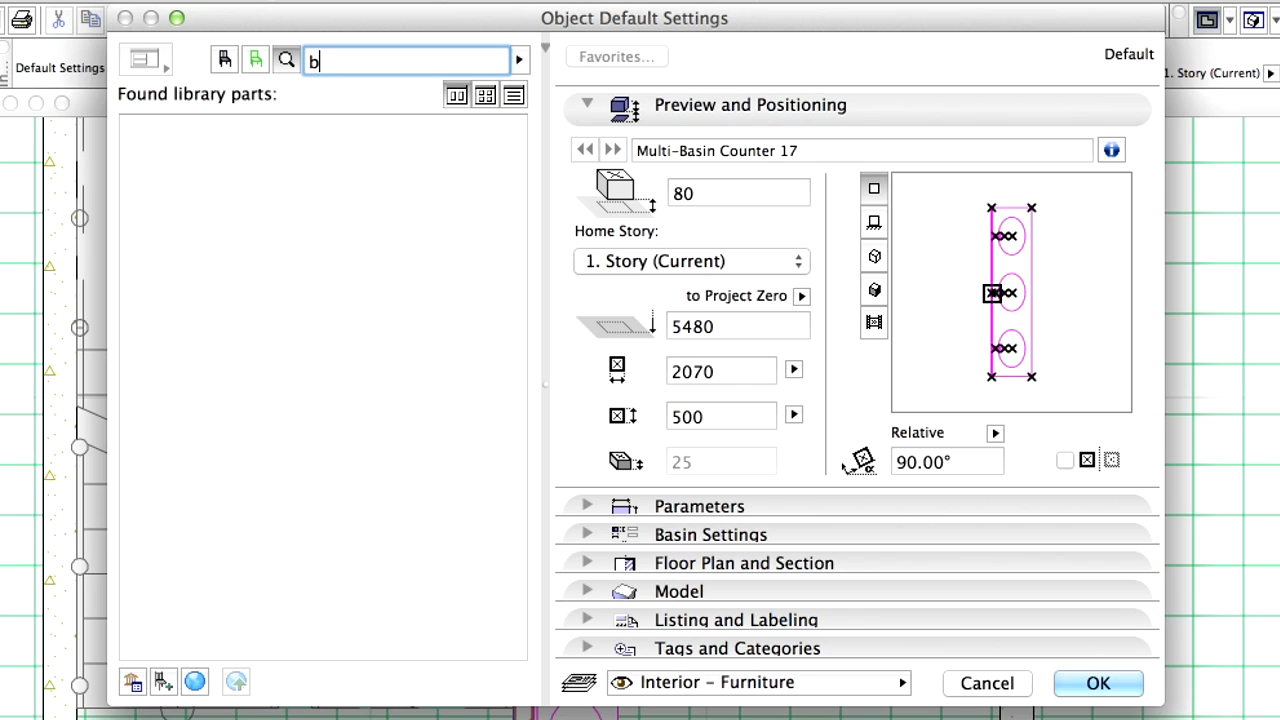 Object Default Settings
Default Settings
b
Found library parts:
Favorites...
Default
1. Story (Current)
Preview and Positioning
Multi-Basin Counter 17
80
Home Story:
1. Story (Current)
to Project Zero
5480
2070
500
25
Relative
90.00°
Parameters
Basin Settings
Floor Plan and Section
Model
Listing and Labeling
Tags and Categories
Interior - Furniture
Cancel
OK